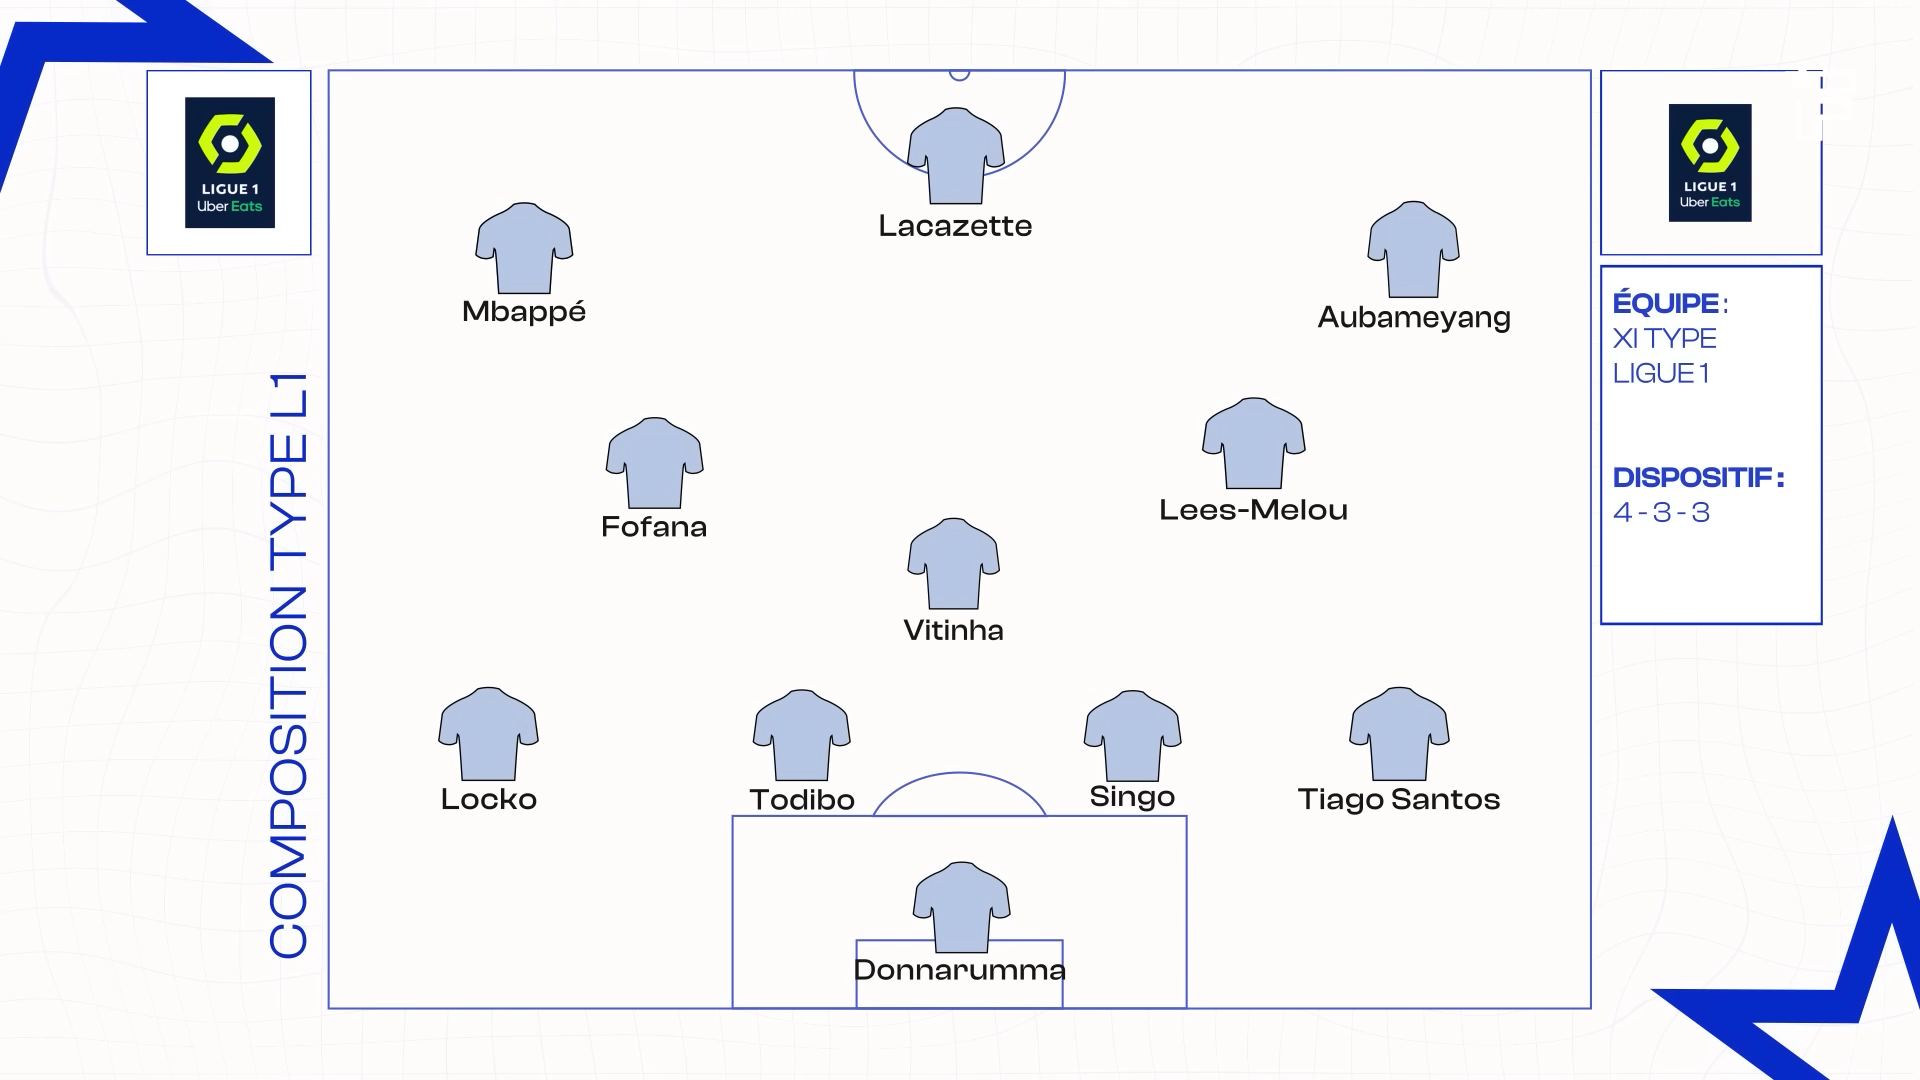 LIGUE 1
Uber Eats
COMPOSITION TYPE L1
Lacazette
Mbappé
Aubameyang
Fofana
Lees-Melou
Vitinha
Locko
Todibo
Singo
Tiago Santos
Donnarumma
LIGUE 1
Uber Eats
ÉQUIPE :
XI TYPE
LIGUE 1
DISPOSITIF :
4 - 3 - 3